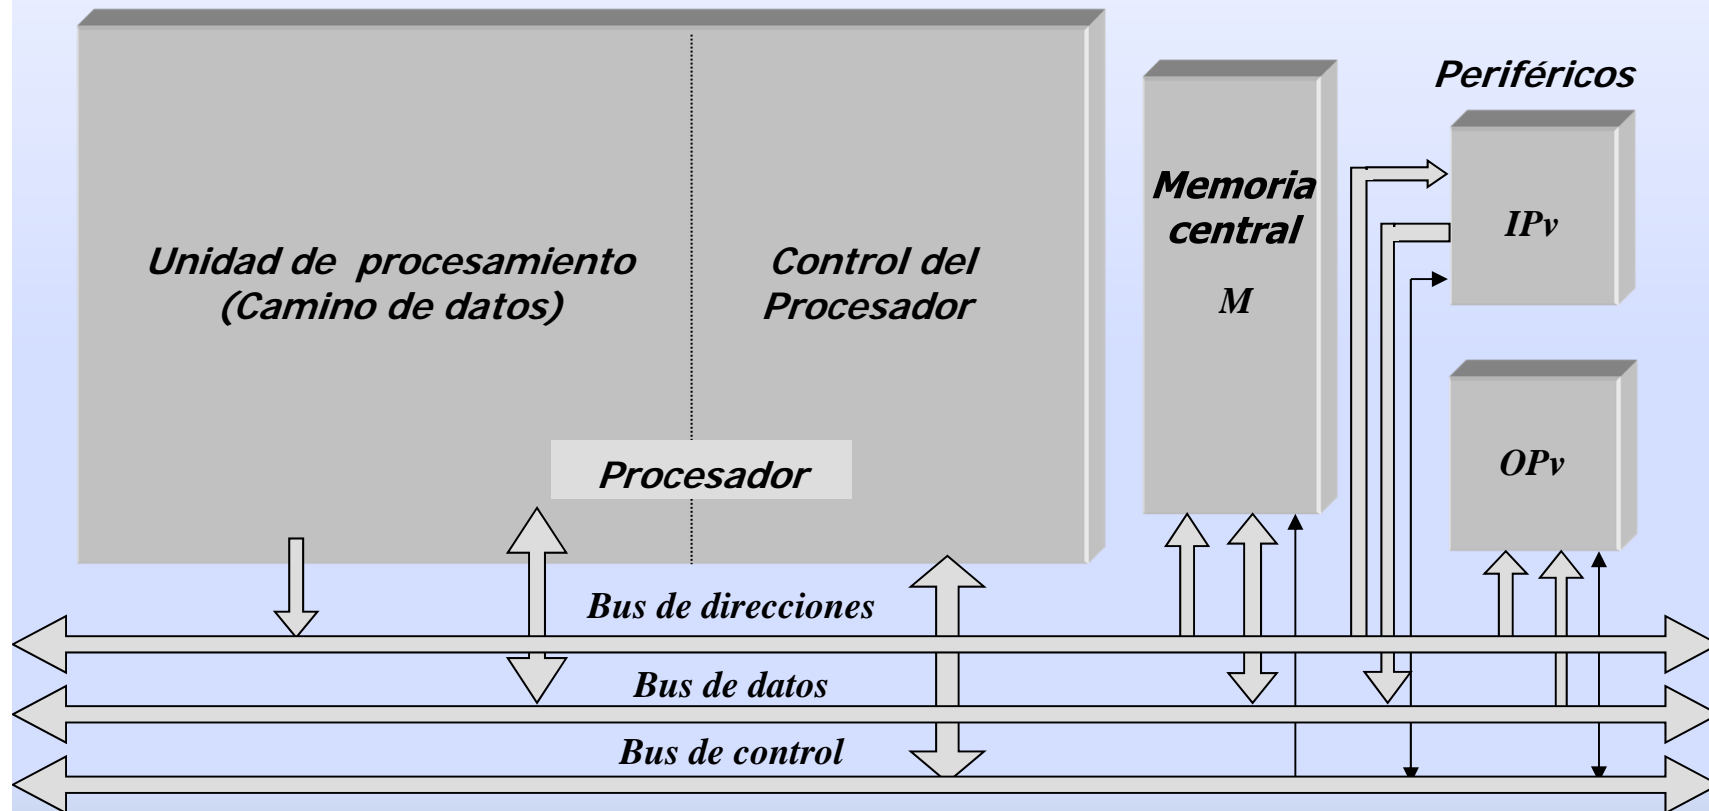 Periféricos
Memoria
central
M
IPv
Unidad de procesamiento
(Camino de datos)
Control del
Procesador
Procesador
OPv
Bus de direcciones
Bus de datos
Bus de control